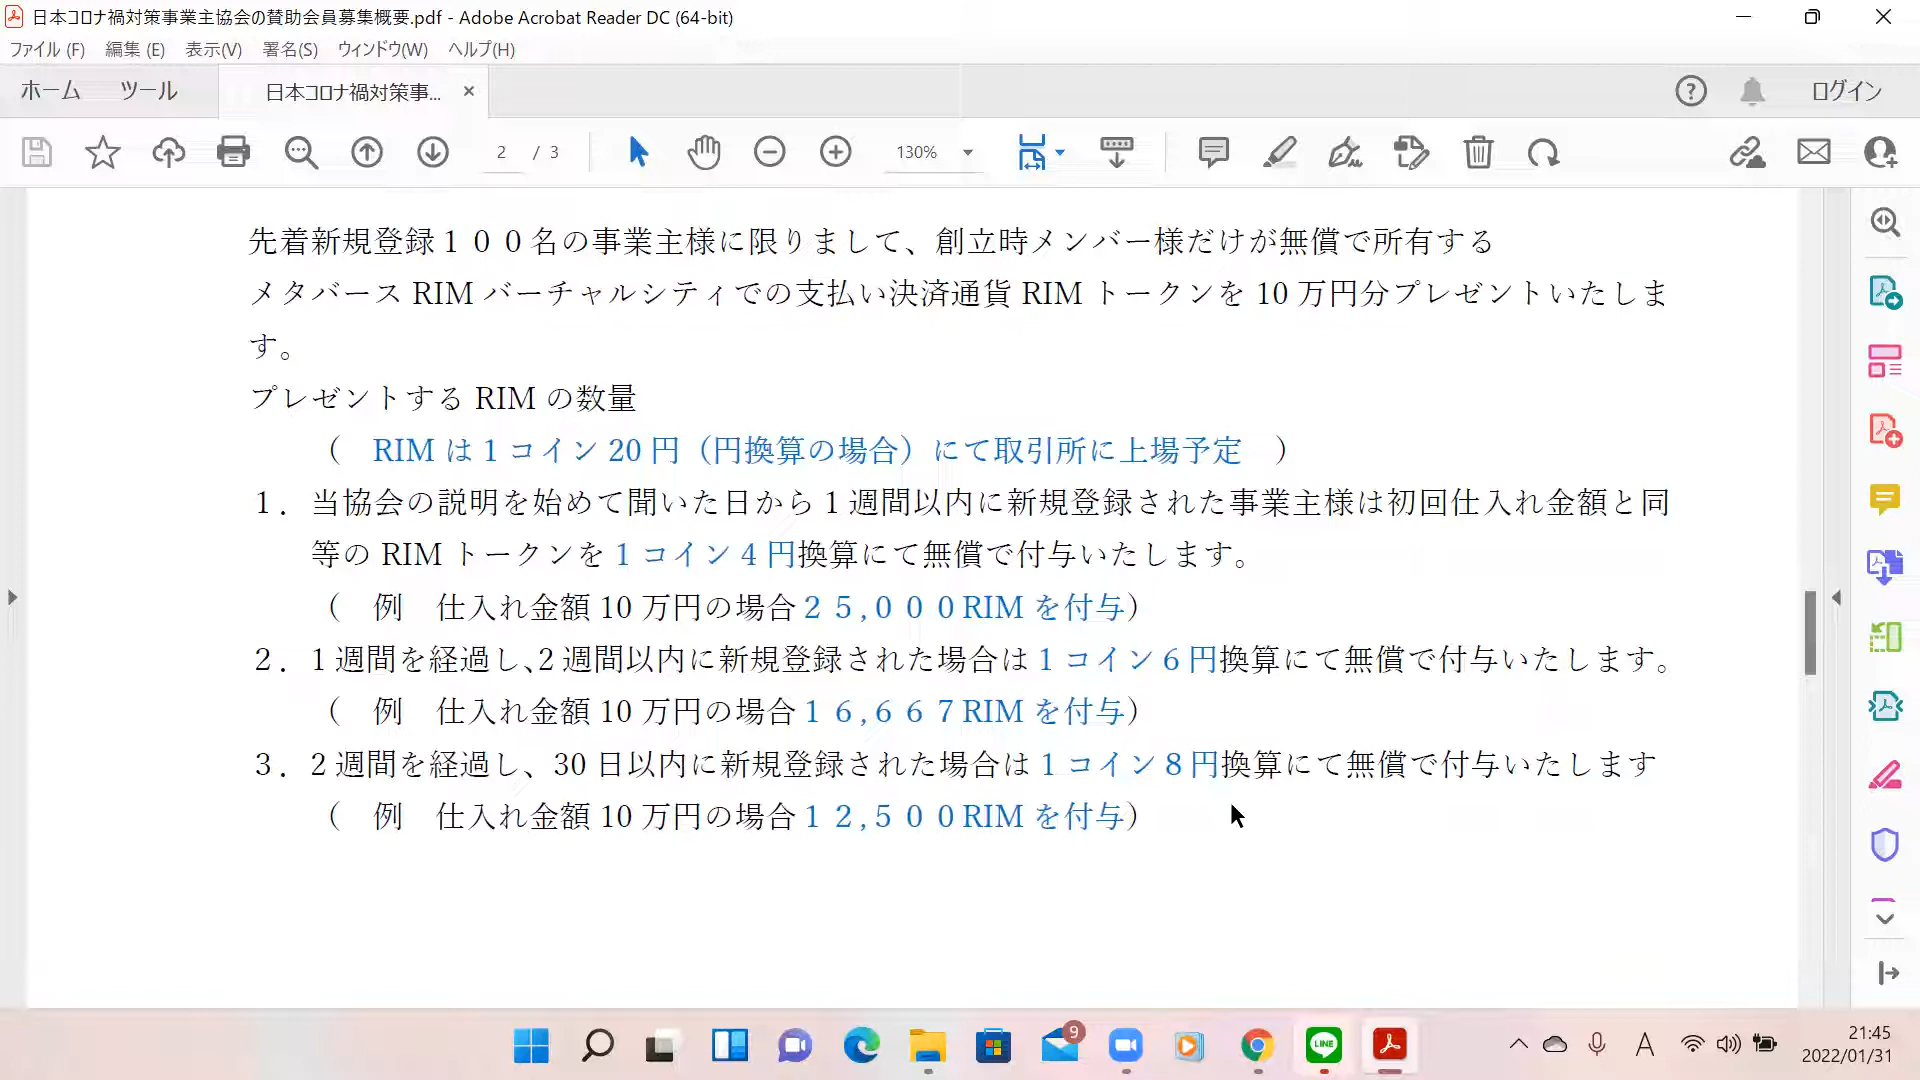 日本コロナ禍対策事業主協会の賛助会員募集概要.pdf - Adobe Acrobat Reader DC (64-bit)
ファイル(F) 編集(E) 表示(V) 署名(S) ウィンドウ(W) ヘルプ(H)
ホーム ツール 日本コロナ禍対策事... × ログイン
2 / 3 130%
先着新規登録１００名の事業主様に限りまして、創立時メンバー様だけが無償で所有する
メタバース RIM バーチャルシティでの支払い決済通貨 RIM トークンを 10 万円分プレゼントいたしま
す。
プレゼントする RIM の数量
（　RIM は 1 コイン 20 円（円換算の場合）にて取引所に上場予定　）
１．当協会の説明を始めて聞いた日から 1 週間以内に新規登録された事業主様は初回仕入れ金額と同
等の RIM トークンを 1 コイン 4 円換算にて無償で付与いたします。
（　例　仕入れ金額 10 万円の場合２５,０００RIM を付与）
２．1 週間を経過し、2 週間以内に新規登録された場合は 1 コイン 6 円換算にて無償で付与いたします。
（　例　仕入れ金額 10 万円の場合１６,６６７RIM を付与）
３．2 週間を経過し、30 日以内に新規登録された場合は 1 コイン 8 円換算にて無償で付与いたします
（　例　仕入れ金額 10 万円の場合１２,５００RIM を付与）
9
LINE
A
21:45
2022/01/31